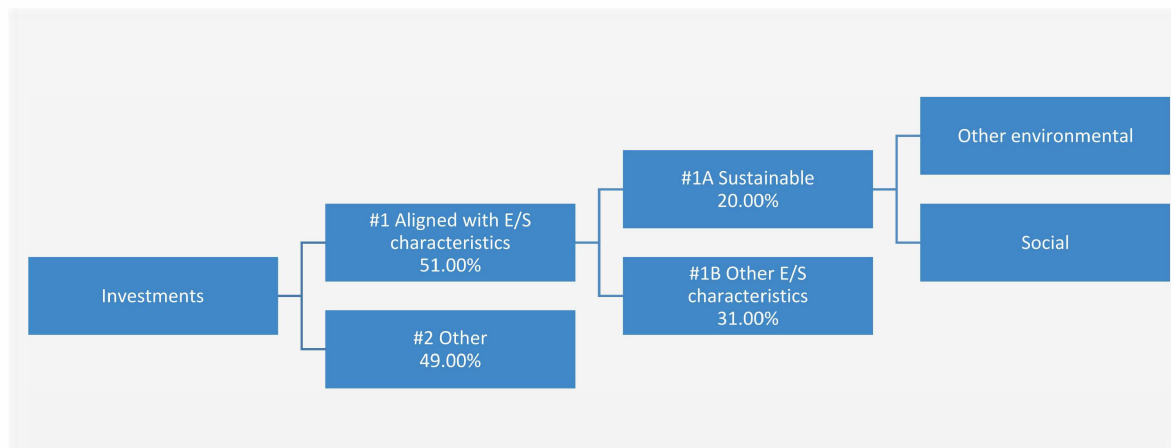 Investments
#1 Aligned with E/S
characteristics
51.00%
#2 Other
49.00%
#1A Sustainable
20.00%
#1B Other E/S
characteristics
31.00%
Other environmental
Social